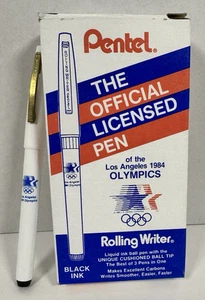 Pentel®
THE
OFFICIAL
LICENSED
PEN
of the
Los Angeles 1984
OLYMPICS
Rolling Writer®
BLACK
INK
Liquid ink ball pen with the
UNIQUE CUSHIONED BALL TIP
The Best of 3 Pens in One
Makes Excellent Carbons
Writes Smoother, Easier, Faster